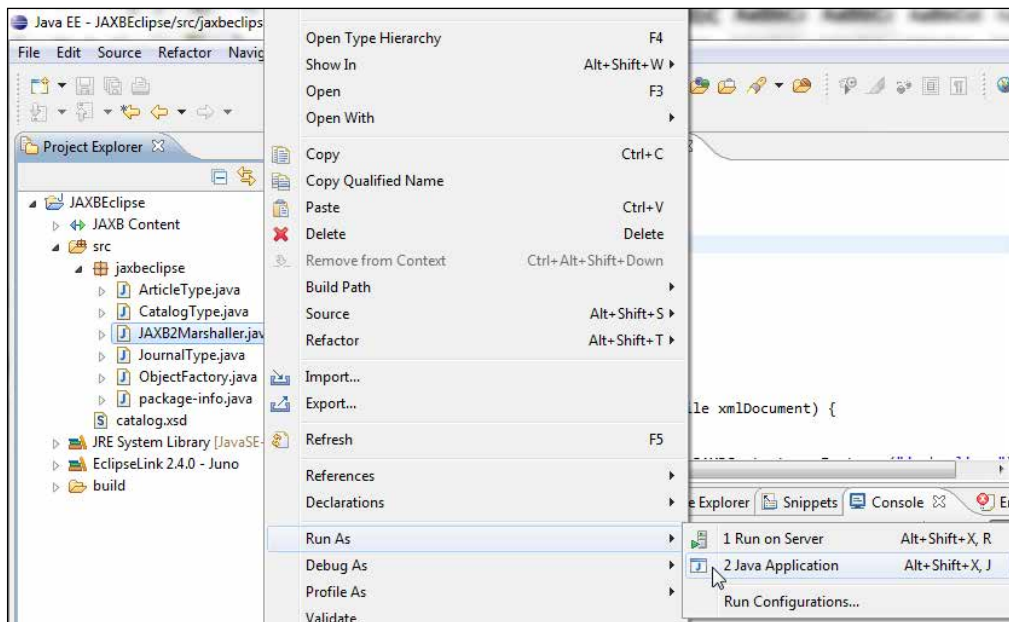 Java EE - JAXBEclipse/src/jaxbeclips
File Edit Source Refactor Navig
Project Explorer
JAXBEclipse
JAXB Content
src
jaxbeclipse
ArticleType.java
CatalogType.java
JAXB2Marshaller.jav
JournalType.java
ObjectFactory.java
package-info.java
catalog.xsd
JRE System Library [JavaSE-
EclipseLink 2.4.0 - Juno
build
Open Type Hierarchy F4
Show In Alt+Shift+W
Open F3
Open With
Copy Ctrl+C
Copy Qualified Name
Paste Ctrl+V
Delete Delete
Remove from Context Ctrl+Alt+Shift+Down
Build Path
Source Alt+Shift+S
Refactor Alt+Shift+T
Import...
Export...
Refresh F5
References
Declarations
Run As
Debug As
Profile As
Validate
ile xmlDocument) {
e Explorer Snippets Console E
1 Run on Server Alt+Shift+X, R
2 Java Application Alt+Shift+X, J
Run Configurations...